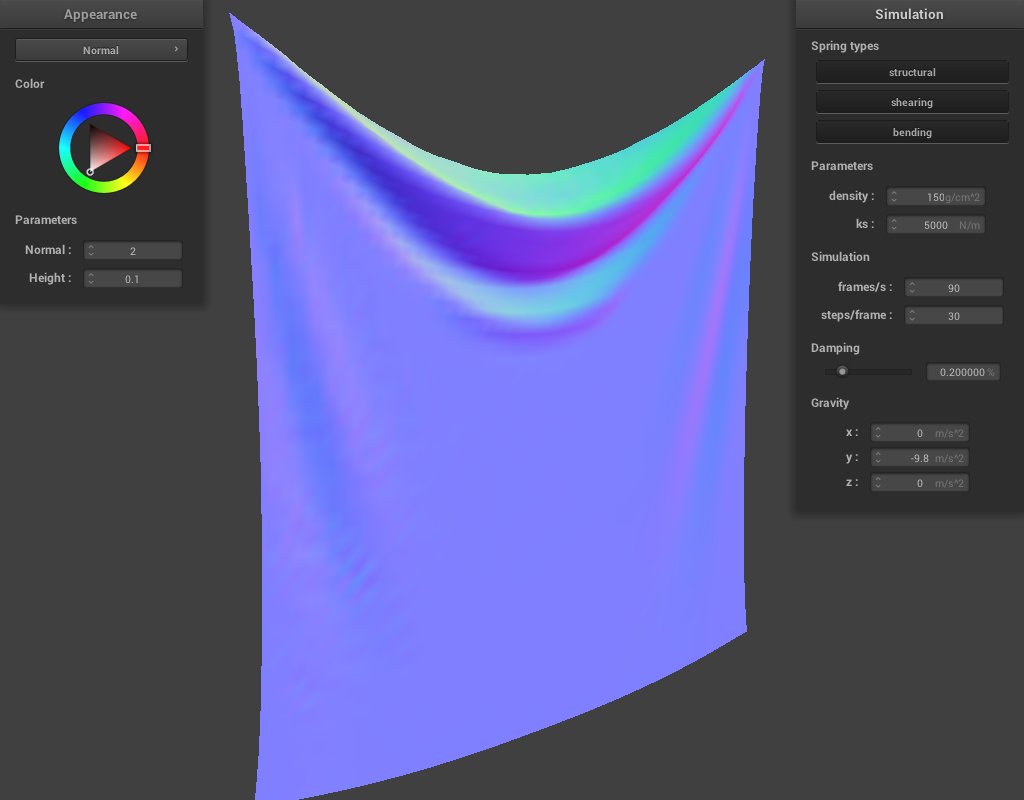 Appearance
Normal ›
Color
Parameters
Normal : 2
Height : 0.1
Simulation
Spring types
structural
shearing
bending
Parameters
density : 150g/cm^2
ks : 5000 N/m
Simulation
frames/s : 90
steps/frame : 30
Damping
0.200000 %
Gravity
x : 0 m/s^2
y : -9.8 m/s^2
z : 0 m/s^2